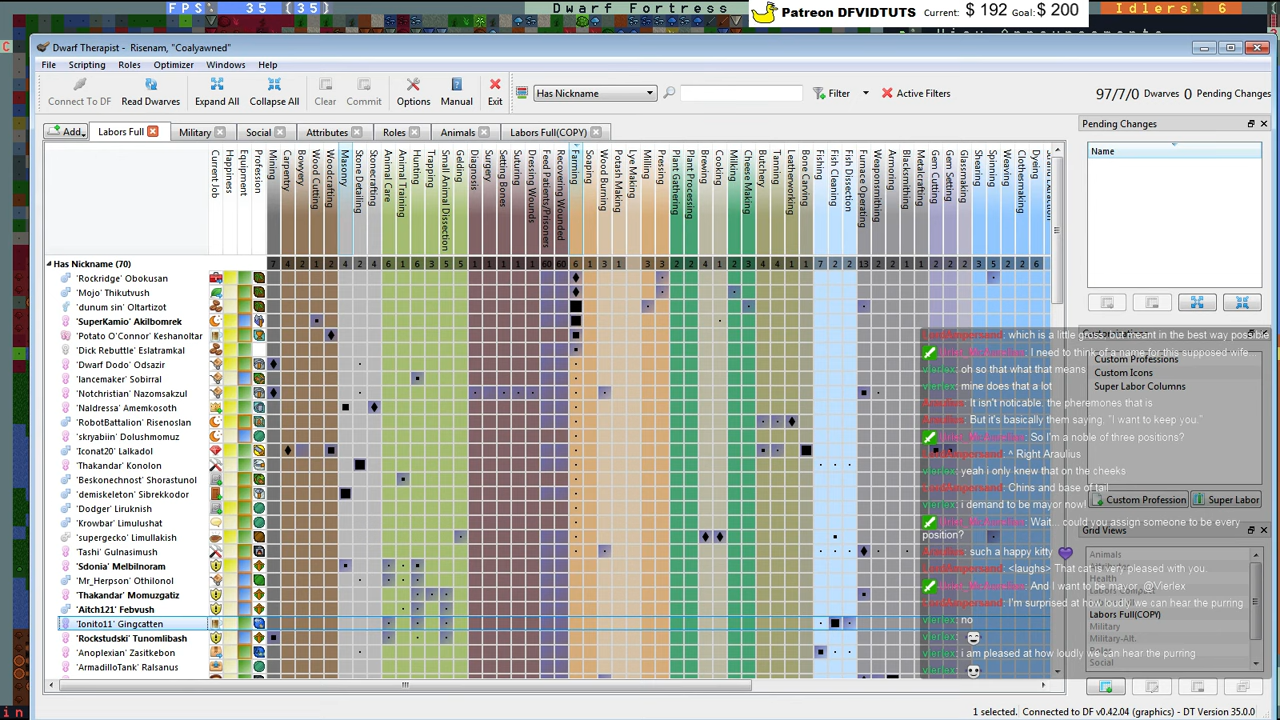 FPS: 35 (35)
Dwarf Fortress
Patreon DFVIDTUTS Current: $ 192 Goal: $ 200
Idlers: 6
Dwarf Therapist - Risenam, "Coalyawned"
File Scripting Roles Optimizer Windows Help
Connect To DF Read Dwarves Expand All Collapse All Clear Commit Options Manual Exit Has Nickname Filter Active Filters 97/7/0 Dwarves 0 Pending Changes
Add Labors Full Military Social Attributes Roles Animals Labors Full(COPY)
Pending Changes
Name
Current Job
Happiness
Equipment
Profession
Mining
Carpentry
Bowyery
Wood Cutting
Wood Crafting
Masonry
Stone Detailing
Stonecrafting
Animal Care
Animal Training
Hunting
Trapping
Small Animal Dissection
Gelding
Diagnosis
Surgery
Setting Bones
Suturing
Dressing Wounds
Feed Patients/Prisoners
Recovering Wounded
Farming
Soaping
Wood Burning
Potash Making
Lye Making
Milling
Pressing
Plant Gathering
Plant Processing
Brewing
Cooking
Milking
Cheese Making
Butchery
Tanning
Leatherworking
Bone Carving
Fishing
Fish Cleaning
Fish Dissection
Furnace Operating
Weaponsmithing
Armoring
Blacksmithing
Metalcrafting
Gem Cutting
Gem Setting
Glassmaking
Shearing
Spinning
Weaving
Clothesmaking
Dyeing
Has Nickname (70)
'Rockridge' Obokusan
'Mojo' Thikutvush
'dunum sin' Oltartizot
'SuperKamio' Akilbomrek
'Potato O'Connor' Keshanoltar
'Dick Rebuttle' Eslatramkal
'Dwarf Dodo' Odsazir
'lancemaker' Sobirral
'Notchristian' Nazomsakzul
'Naldressa' Amemkosoth
'RobotBattalion' Risenoslan
'skryabiin' Dolushmomuz
'Iconat20' Lalkadol
'Thakandar' Konolon
'Beskonechnost' Shorastunol
'demiskeleton' Sibrekkodor
'Dodger' Liruknish
'Krowbar' Limulushat
'supergecko' Limullakish
'Tashi' Gulnasimush
'Sdonia' Melbilnoram
'Mr_Herpson' Othilonol
'Thakandar' Momuzgatiz
'Aitch121' Febvush
'Ionito11' Gingcatten
'Rockstudski' Tunomlibash
'Anoplexian' Zasitkebon
'ArmadilloTank' Ralsanus
which is a little gross, but meant in the best way possible
I need to think of a name for this supposed wife.
vierlex: oh so that what that means
vierlex: mine does that a lot
It isn't noticable. the pheremones that is
But it's basically them saying, "I want to keep you."
So I'm a noble of three positions?
^ Right Araulius
vierlex: yeah i only knew that on the cheeks
Chins and base of tail
vierlex: i demand to be mayor now!
Wait... could you assign someone to be every position?
such a happy kitty
<laughs> That cat is very pleased with you.
And I want to be mayor, @Vierlex
I'm surprised at how loudly we can hear the purring
vierlex: no
vierlex:
vierlex: i am pleased at how loudly we can hear the purring
vierlex:
Custom Professions
Custom Icons
Super Labor Columns
Custom Profession Super Labor
Grid Views
Animals
Health
Labors Full(COPY)
Military
Military-Alt.
Social
1 selected. Connected to DF v0.42.04 (graphics) - DT Version 35.0.0